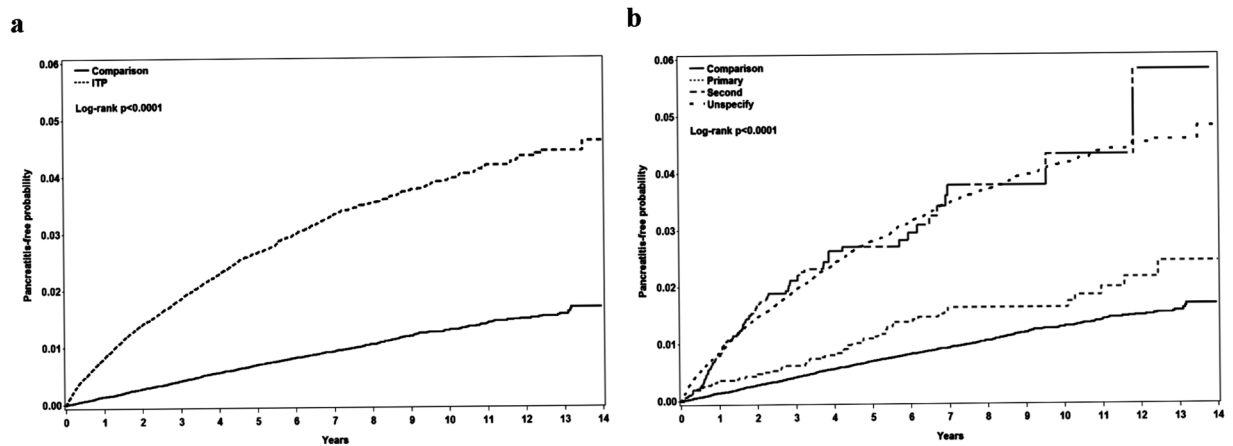 a
0.06
0.05
0.04
0.03
0.02
0.01
0.00
Pancreatitis-free probability
Comparison
ITP
Log-rank p<0.0001
0 1 2 3 4 5 6 7 8 9 10 11 12 13 14
Years
b
0.06
0.05
0.04
0.03
0.02
0.01
0.00
Pancreatitis-free probability
Comparison
Primary
Second
Unspecify
Log-rank p<0.0001
0 1 2 3 4 5 6 7 8 9 10 11 12 13 14
Years